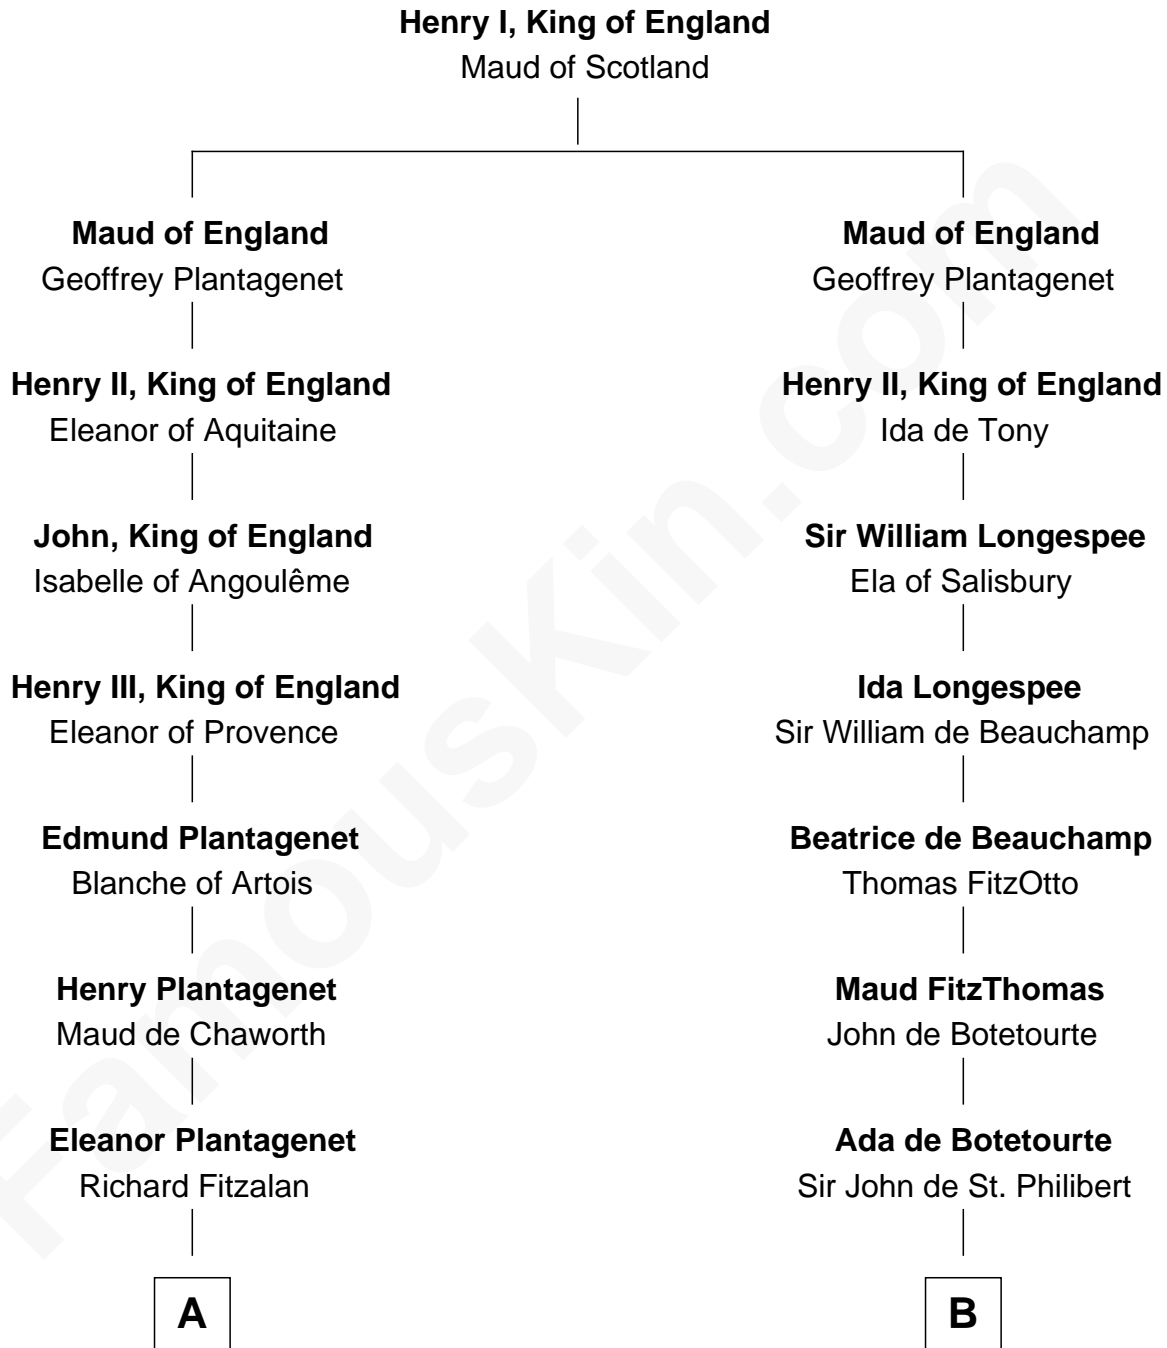 Henry I, King of England
Maud of Scotland
Maud of England
Geoffrey Plantagenet
Henry II, King of England
Eleanor of Aquitaine
John, King of England
Isabelle of Angoulême
Henry III, King of England
Eleanor of Provence
Edmund Plantagenet
Blanche of Artois
Henry Plantagenet
Maud de Chaworth
Eleanor Plantagenet
Richard Fitzalan
A
Maud of England
Geoffrey Plantagenet
Henry II, King of England
Ida de Tony
Sir William Longespee
Ela of Salisbury
Ida Longespee
Sir William de Beauchamp
Beatrice de Beauchamp
Thomas FitzOtto
Maud FitzThomas
John de Botetourte
Ada de Botetourte
Sir John de St. Philibert
B
FamousKin.com